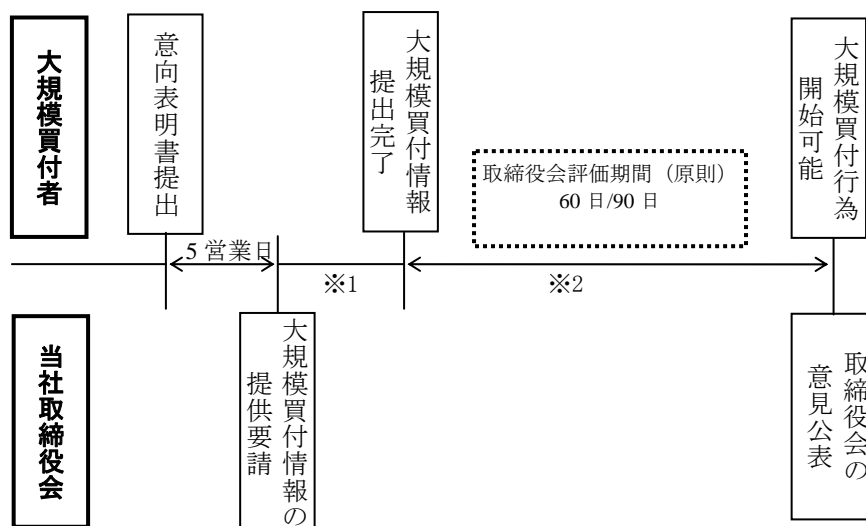 大規模買付者
意向表明書提出
大規模買付情報
提出完了
取締役会評価期間（原則）
60 日/90 日
大規模買付行為
開始可能
5 営業日
※1
※2
当社取締役会
大規模買付情報の
提供要請
取締役会の
意見公表